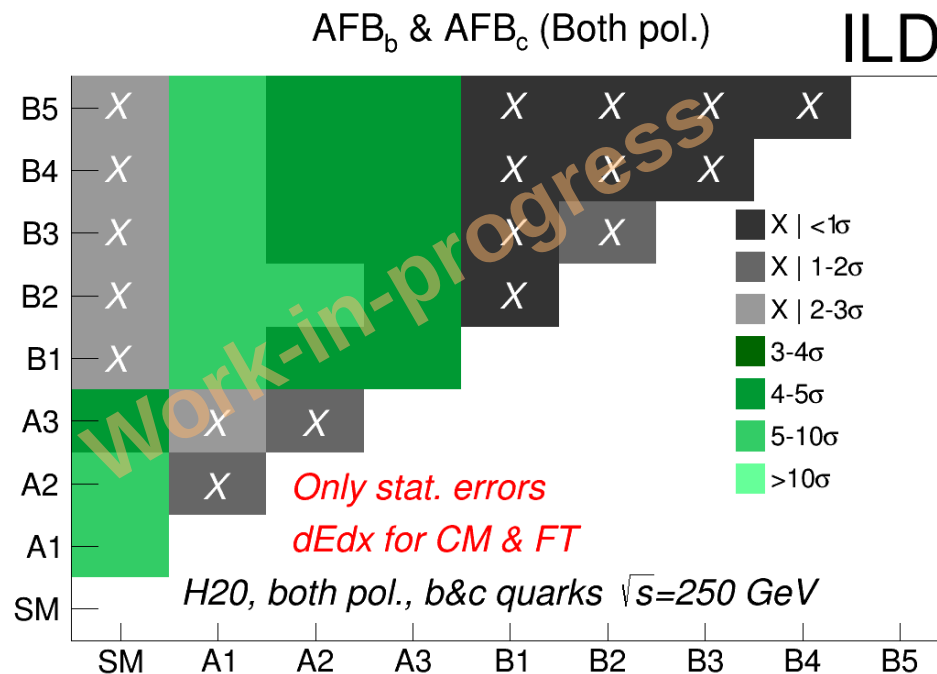 AFBb & AFBc (Both pol.)
ILD
B5 X X X X X
B4 X X X X
B3 X X X
B2 X X
B1 X
A3 X X
A2 X
A1
SM
X | <1σ
X | 1-2σ
X | 2-3σ
3-4σ
4-5σ
5-10σ
>10σ
Work-in-progress
Only stat. errors
dEdx for CM & FT
H20, both pol., b&c quarks √s=250 GeV
SM A1 A2 A3 B1 B2 B3 B4 B5